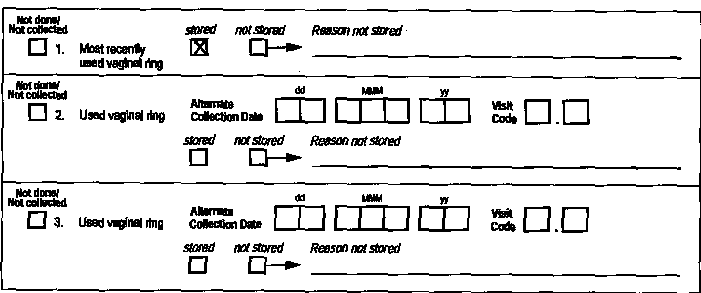 Not done/
Not collected
stored not stored Reason not stored
1. Most recently
used vaginal ring
Not done/
Not collected
dd MMM yy
2. Used vaginal ring Alternate Collection Date Visit Code .
stored not stored Reason not stored
Not done/
Not collected
dd MMM yy
3. Used vaginal ring Alternate Collection Date Visit Code .
stored not stored Reason not stored